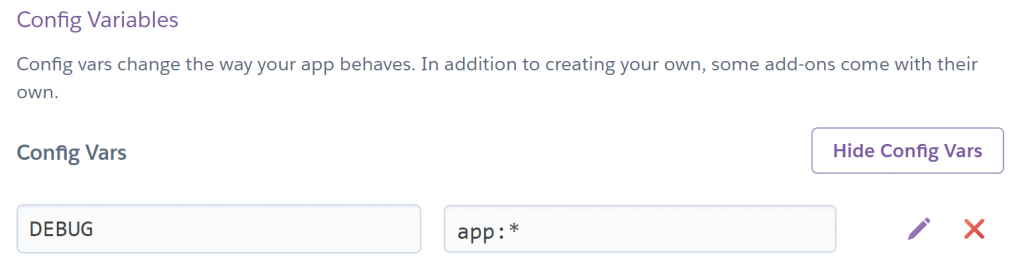 Config Variables
Config vars change the way your app behaves. In addition to creating your own, some add-ons come with their
own.
Config Vars
Hide Config Vars
DEBUG
app:*